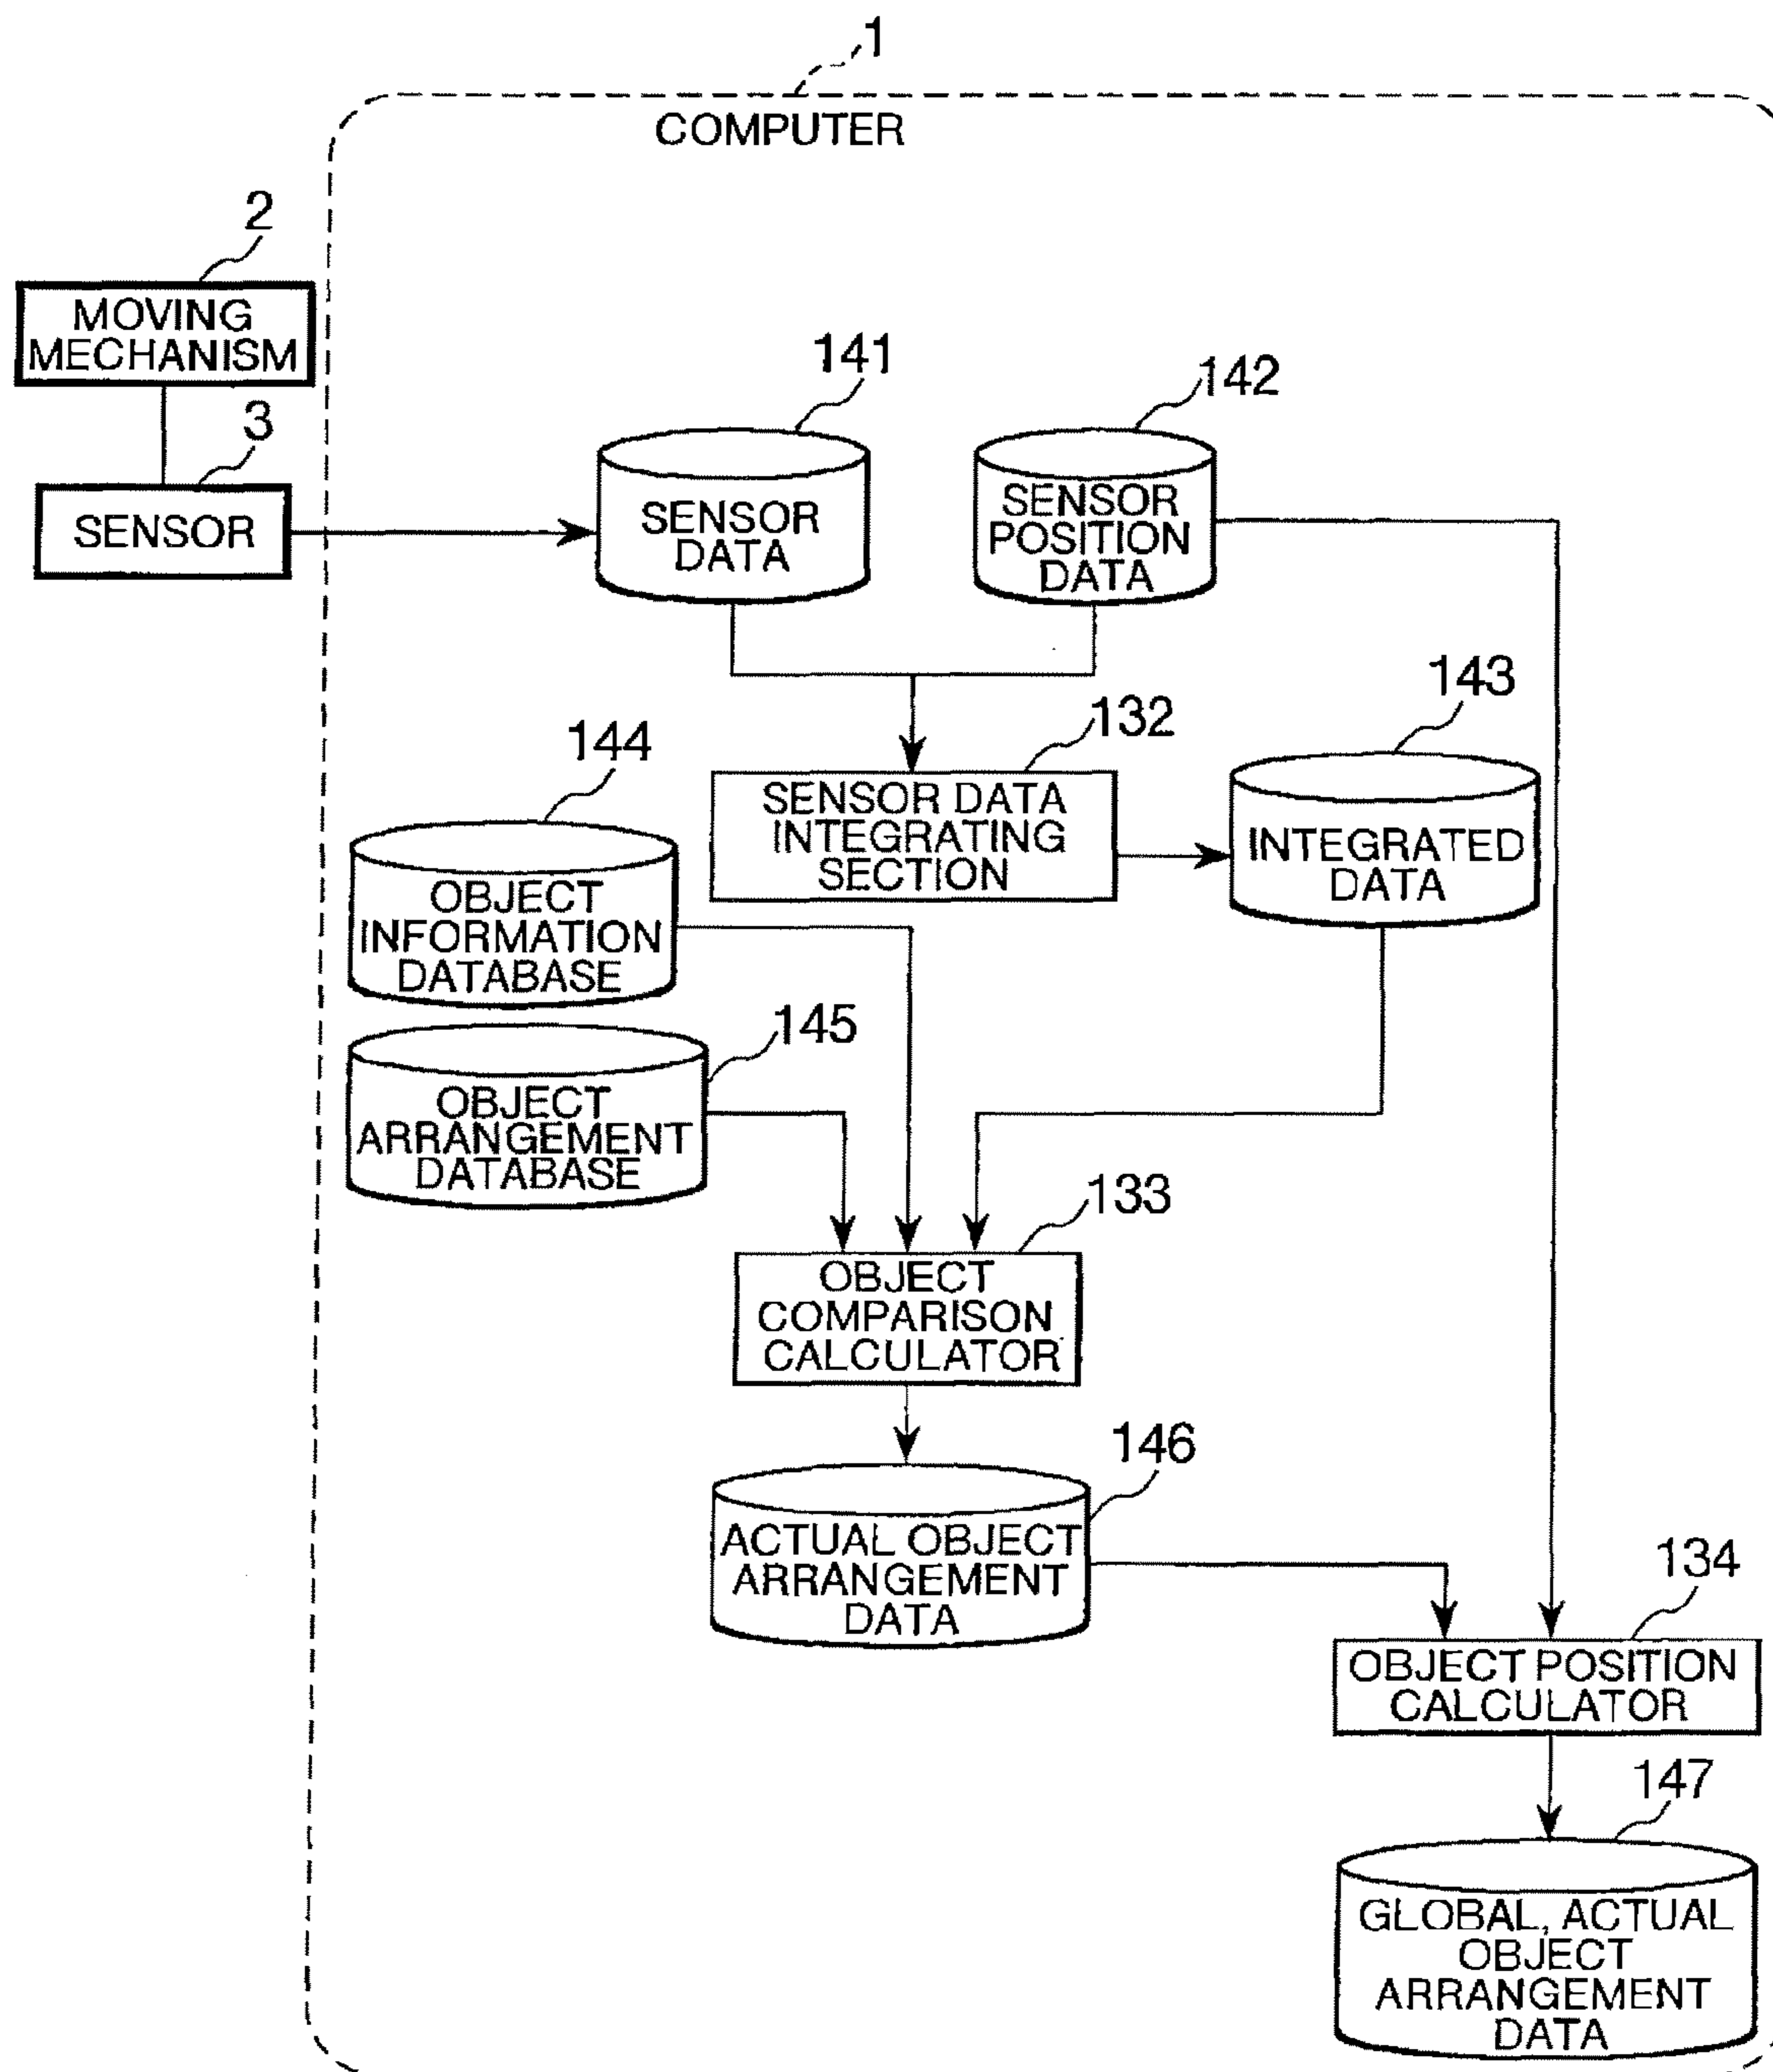 1
COMPUTER
2
MOVING
MECHANISM
3
SENSOR
141
SENSOR
DATA
142
SENSOR
POSITION
DATA
143
INTEGRATED
DATA
132
SENSOR DATA
INTEGRATING
SECTION
144
OBJECT
INFORMATION
DATABASE
145
OBJECT
ARRANGEMENT
DATABASE
133
OBJECT
COMPARISON
CALCULATOR
146
ACTUAL OBJECT
ARRANGEMENT
DATA
134
OBJECT POSITION
CALCULATOR
147
GLOBAL, ACTUAL
OBJECT
ARRANGEMENT
DATA